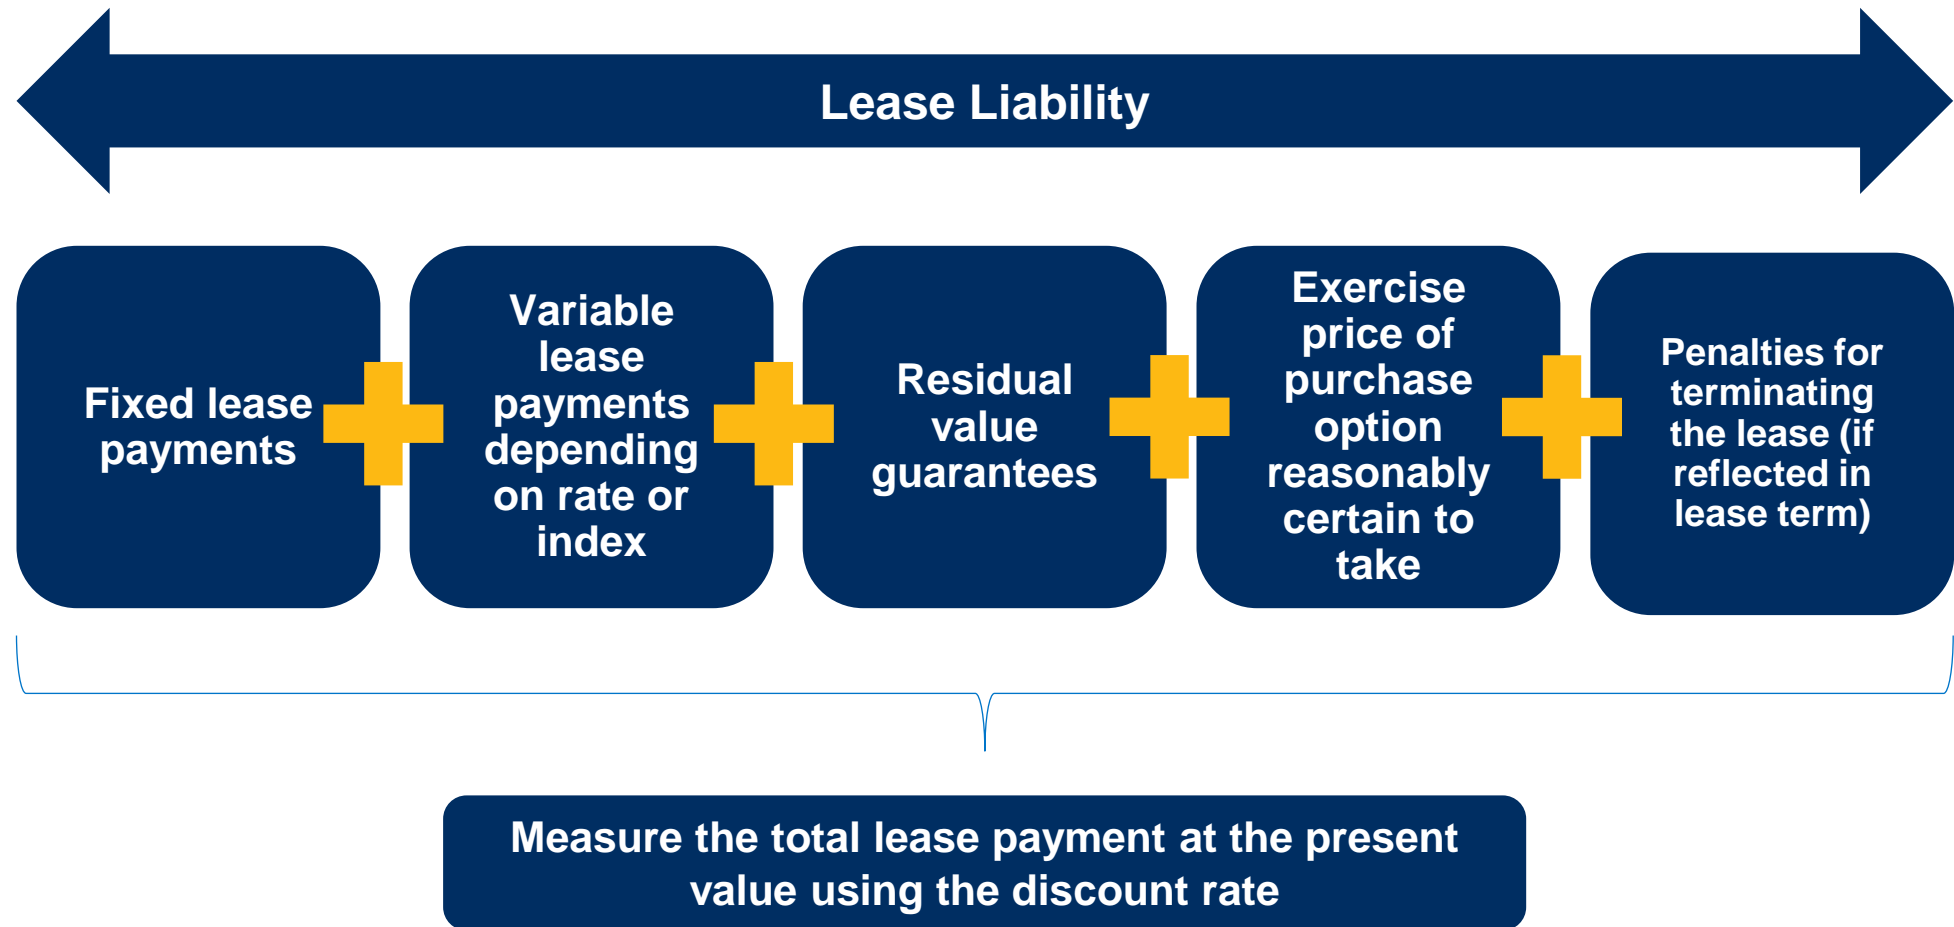 Lease Liability
Fixed lease
payments
Variable
lease
payments
depending
on rate or
index
Residual
value
guarantees
Exercise
price of
purchase
option
reasonably
certain to
take
Penalties for
terminating
the lease (if
reflected in
lease term)
Measure the total lease payment at the present
value using the discount rate